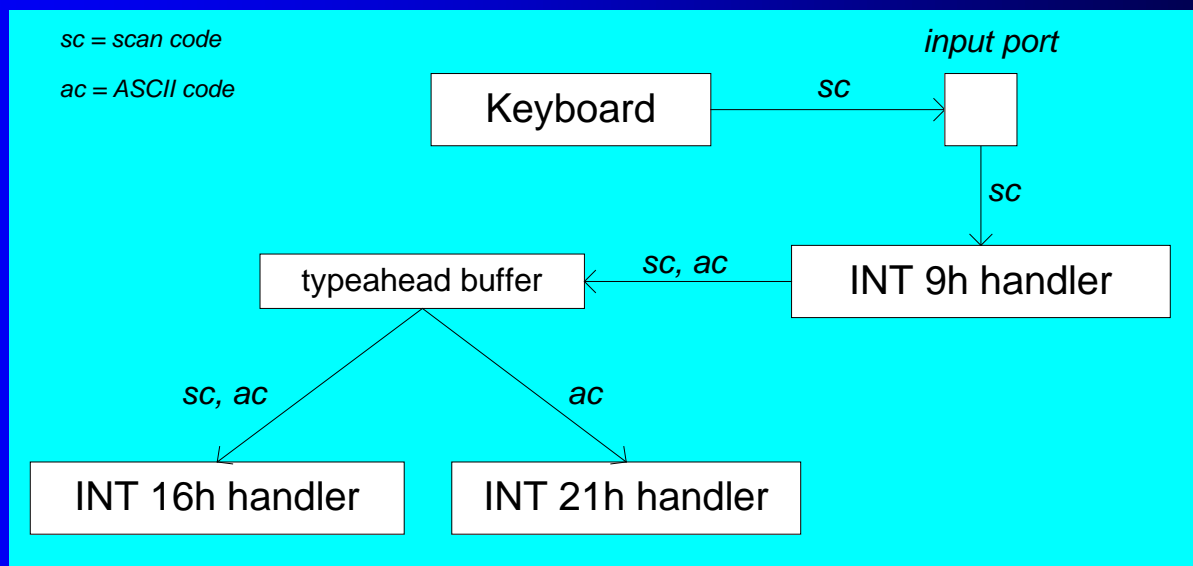 sc = scan code
input port
ac = ASCII code
Keyboard
sc
sc
sc, ac
typeahead buffer
INT 9h handler
sc, ac
ac
INT 16h handler
INT 21h handler